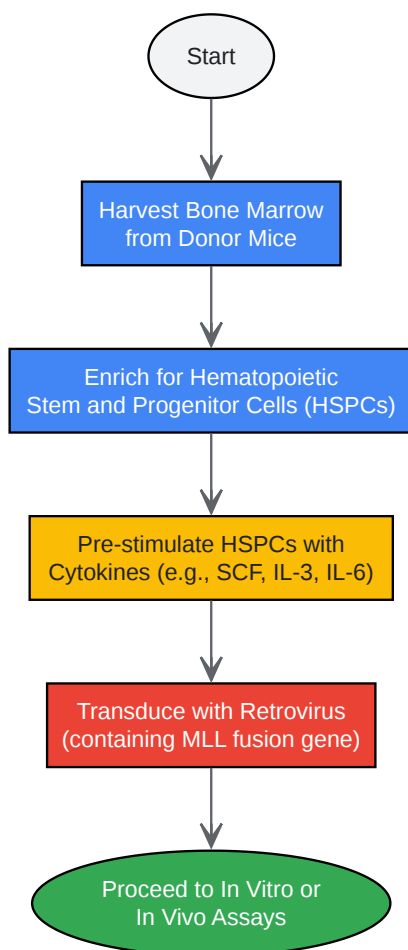 Start
Harvest Bone Marrow
from Donor Mice
Enrich for Hematopoietic
Stem and Progenitor Cells (HSPCs)
Pre-stimulate HSPCs with
Cytokines (e.g., SCF, IL-3, IL-6)
Transduce with Retrovirus
(containing MLL fusion gene)
Proceed to In Vitro or
In Vivo Assays